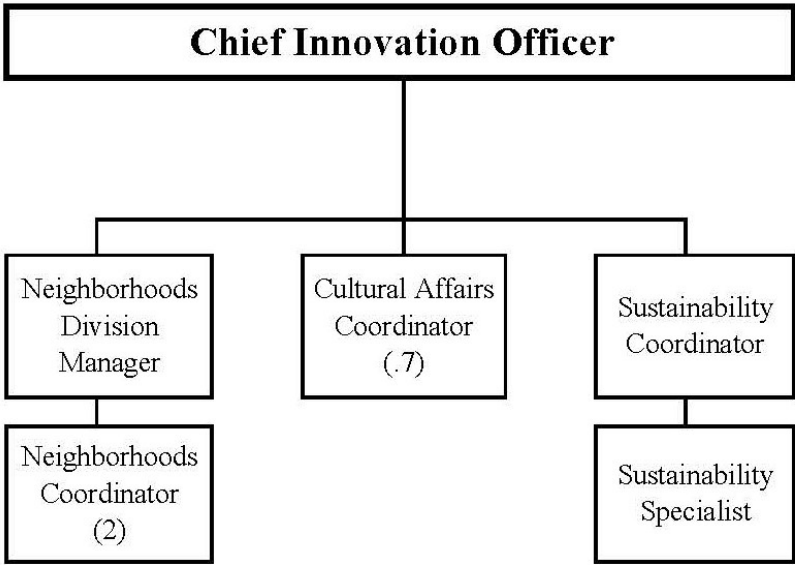 Chief Innovation Officer
Neighborhoods
Division
Manager
Cultural Affairs
Coordinator
(.7)
Sustainability
Coordinator
Neighborhoods
Coordinator
(2)
Sustainability
Specialist